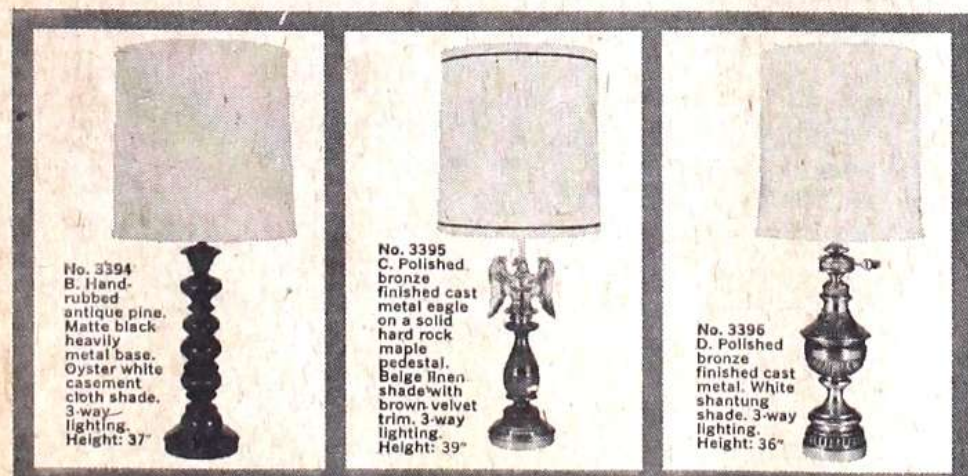 No. 3394
B. Hand-
rubbed
antique pine.
Matte black
heavily
metal base.
Oyster white
casement
cloth shade.
3-way
lighting.
Height: 37"
No. 3395
C. Polished
bronze
finished cast
metal eagle
on a solid
hard rock
maple
pedestal.
Beige linen
shade with
brown velvet
trim. 3-way
lighting.
Height: 39"
No. 3396
D. Polished
bronze
finished cast
metal. White
shantung
shade. 3-way
lighting.
Height: 36"